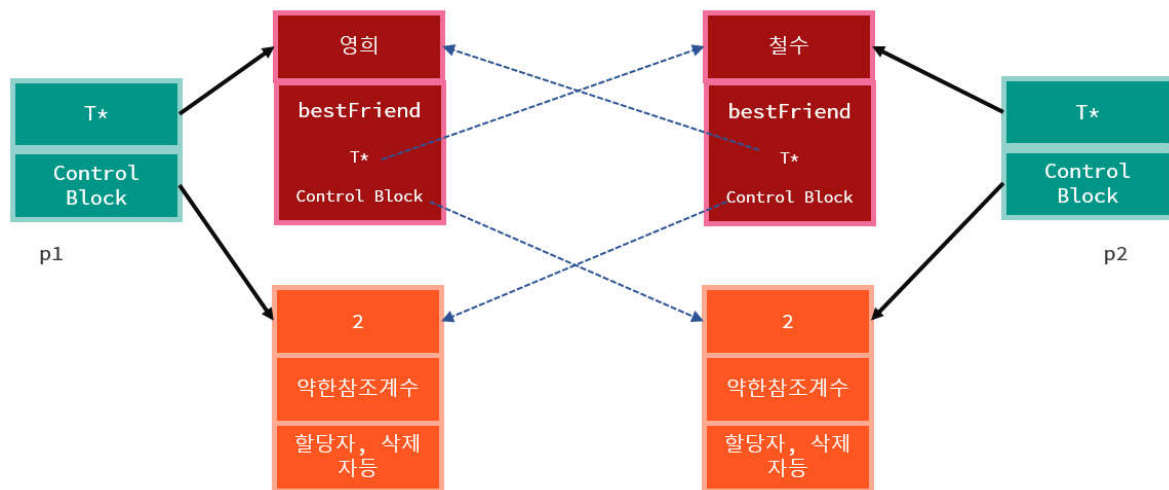 영희
bestFriend
T*
Control Block
철수
bestFriend
T*
Control Block
T*
Control
Block
p1
T*
Control
Block
p2
2
약한참조계수
할당자, 삭제
자등
2
약한참조계수
할당자, 삭제
자등